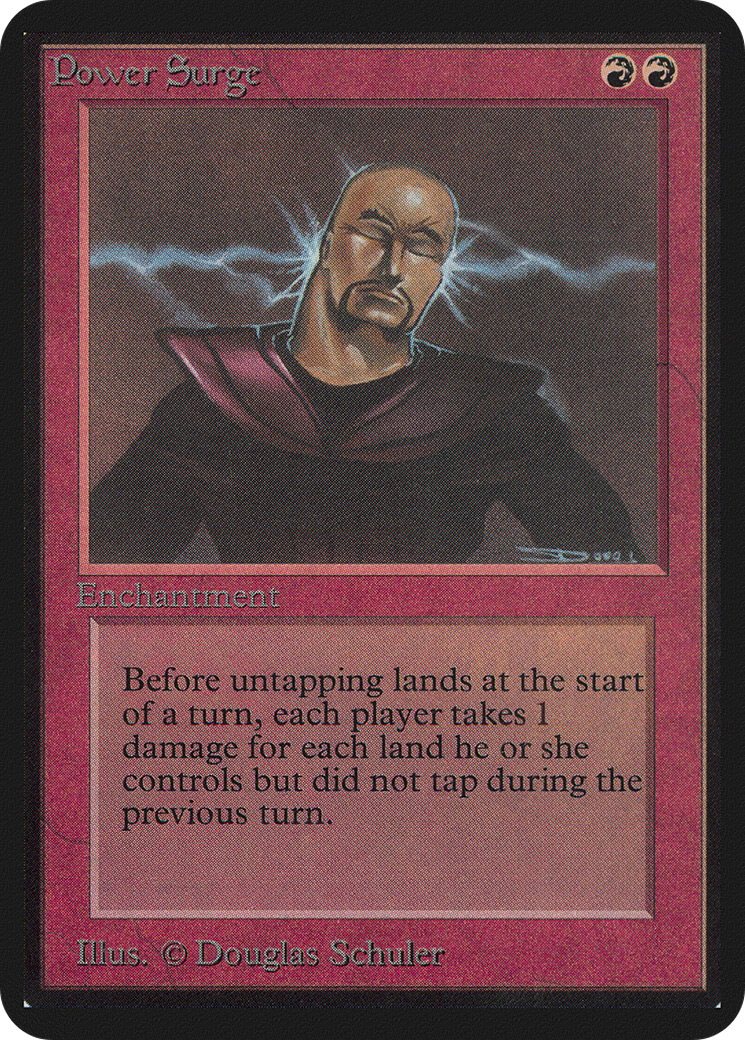 Power Surge
Enchantment
Before untapping lands at the start
of a turn, each player takes 1
damage for each land he or she
controls but did not tap during the
previous turn.
Illus. © Douglas Schuler